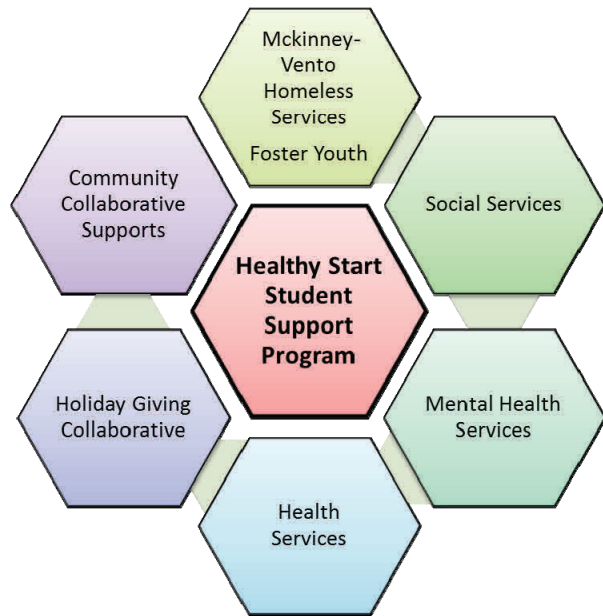 Mckinney-
Vento
Homeless
Services
Foster Youth
Social Services
Mental Health
Services
Health
Services
Holiday Giving
Collaborative
Community
Collaborative
Supports
Healthy Start
Student
Support
Program